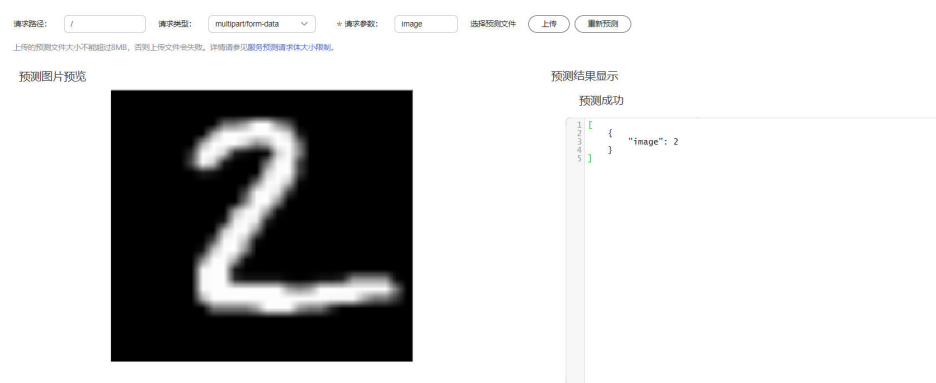 请求路径： / 请求类型： multipart/form-data * 请求参数： image 选择预测文件 上传 重新预测
上传的预测文件大小不能超过8MB，否则上传文件会失败。详情请参见服务预测请求体大小限制。
预测图片预览
2
预测结果显示
预测成功
1 [
2 {
3 "image": 2
4 }
5 ]